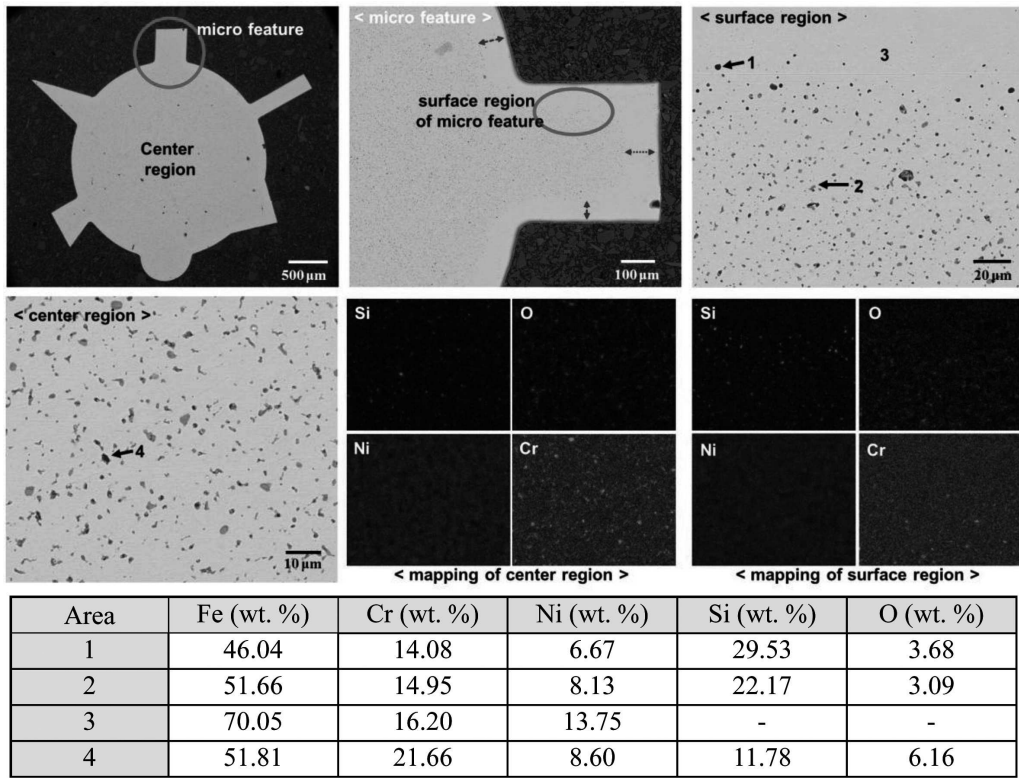 micro feature
Center
region
500 μm
< micro feature >
surface region
of micro feature
100 μm
< surface region >
1
3
2
20 μm
< center region >
4
10 μm
Si
O
Ni
Cr
< mapping of center region >
Si
O
Ni
Cr
< mapping of surface region >
Area Fe (wt. %) Cr (wt. %) Ni (wt. %) Si (wt. %) O (wt. %)
1 46.04 14.08 6.67 29.53 3.68
2 51.66 14.95 8.13 22.17 3.09
3 70.05 16.20 13.75 - -
4 51.81 21.66 8.60 11.78 6.16